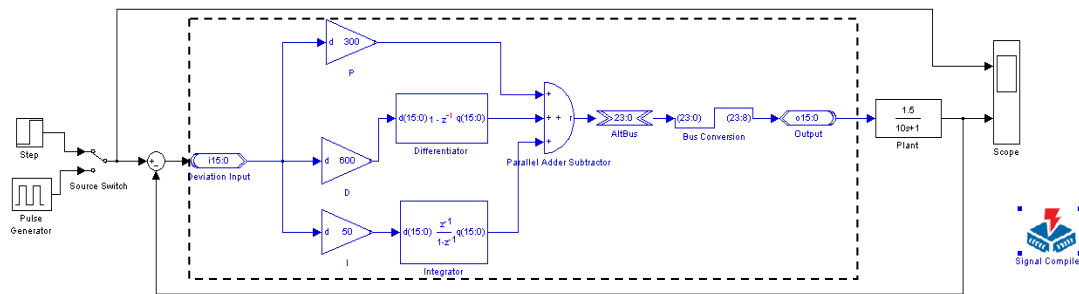 Step
Source Switch
Pulse
Generator
+
-
i15:0
Deviation Input
d 300
P
d 600
D
d 50
I
d(15:0) 1 - z-1 q(15:0)
Differentiator
d(15:0) z-1 q(15:0)
1-z-1
Integrator
+
+ + r
+
Parallel Adder Subtractor
23:0
AltBus
(23:0) (23:8)
Bus Conversion
o15:0
Output
1.5
10s+1
Plant
Scope
Signal Compile